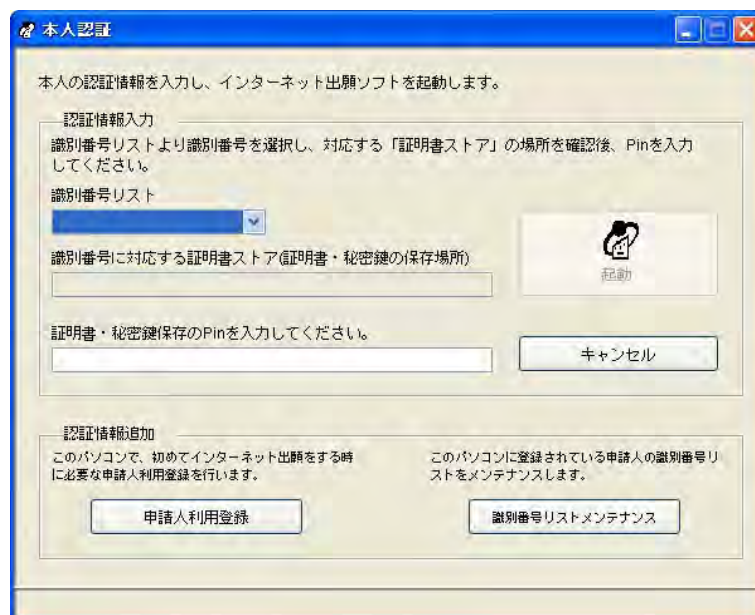 本人認証
本人の認証情報を入力し、インターネット出願ソフトを起動します。
認証情報入力
識別番号リストより識別番号を選択し、対応する「証明書ストア」の場所を確認後、Pinを入力
してください。
識別番号リスト
識別番号に対応する証明書ストア(証明書・秘密鍵の保存場所)
起動
証明書・秘密鍵保存のPinを入力してください。
キャンセル
認証情報追加
このパソコンで、初めてインターネット出願をする時
に必要な申請人利用登録を行います。
申請人利用登録
このパソコンに登録されている申請人の識別番号リ
ストをメンテナンスします。
識別番号リストメンテナンス